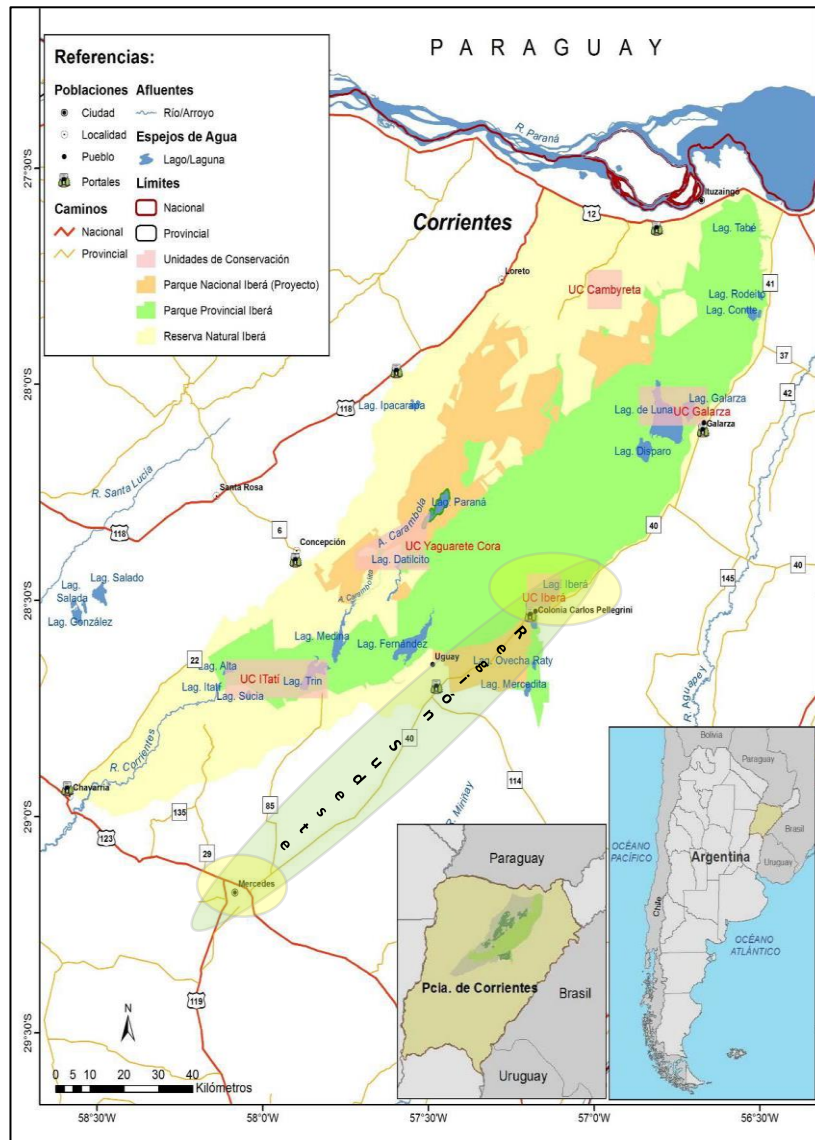 Referencias:
Poblaciones
Ciudad
Localidad
Pueblo
Portales
Caminos
Nacional
Provincial
Afluentes
Río/Arroyo
Espejos de Agua
Lago/Laguna
Límites
Nacional
Provincial
Unidades de Conservación
Parque Nacional Iberá (Proyecto)
Parque Provincial Iberá
Reserva Natural Iberá
PARAGUAY
R. Paraná
Ituzaingó
12
Corrientes
Lag. Tabé
Loreto
UC Cambyreta
41
Lag. Rodeito
Lag. Contte
37
118
Lag. Ipacarapa
42
Lag. Galarza
Lag. de Luna
UC Galarza
Galarza
Lag. Disparo
R. Santa Lucía
Santa Rosa
118
6
Lag. Paraná
A. Carambola
40
Concepción
UC Yaguarete Cora
Lag. Datilcito
145
40
Lag. Salado
Lag. Salada
Lag. González
Lag. Iberá
UC Iberá
Colonia Carlos Pellegrini
Lag. Medina
Lag. Fernández
22
Lag. Alta
UC ITatí
Lag. Itatí
Lag. Trin
Lag. Súcia
Uguay
Lag. Ovecha Raty
Lag. Mercedita
R. Aguapey
R. Corrientes
Región Sudeste
40
114
Chavarria
135
85
R. Miriñay
123
29
Mercedes
119
N
0 5 10 20 30 40
Kilómetros
Paraguay
Pcia. de Corrientes
Brasil
Uruguay
Bolivia
Paraguay
Brasil
OCÉANO PACÍFICO
Argentina
Uruguay
Chile
OCÉANO ATLÁNTICO
27°30'S
28°0'S
28°30'S
29°0'S
29°30'S
58°30'W
58°0'W
57°30'W
57°0'W
56°30'W